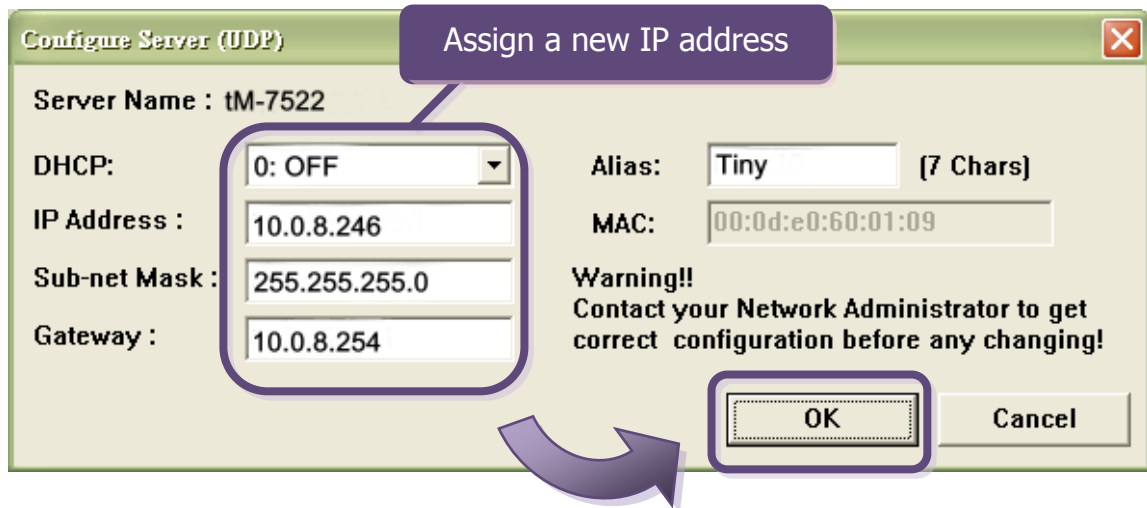 Configure Server (UDP)
Assign a new IP address
Server Name : tM-7522
DHCP: 0: OFF Alias: Tiny (7 Chars)
IP Address : 10.0.8.246 MAC: 00:0d:e0:60:01:09
Sub-net Mask : 255.255.255.0 Warning!!
Contact your Network Administrator to get
Gateway : 10.0.8.254 correct configuration before any changing!
OK Cancel